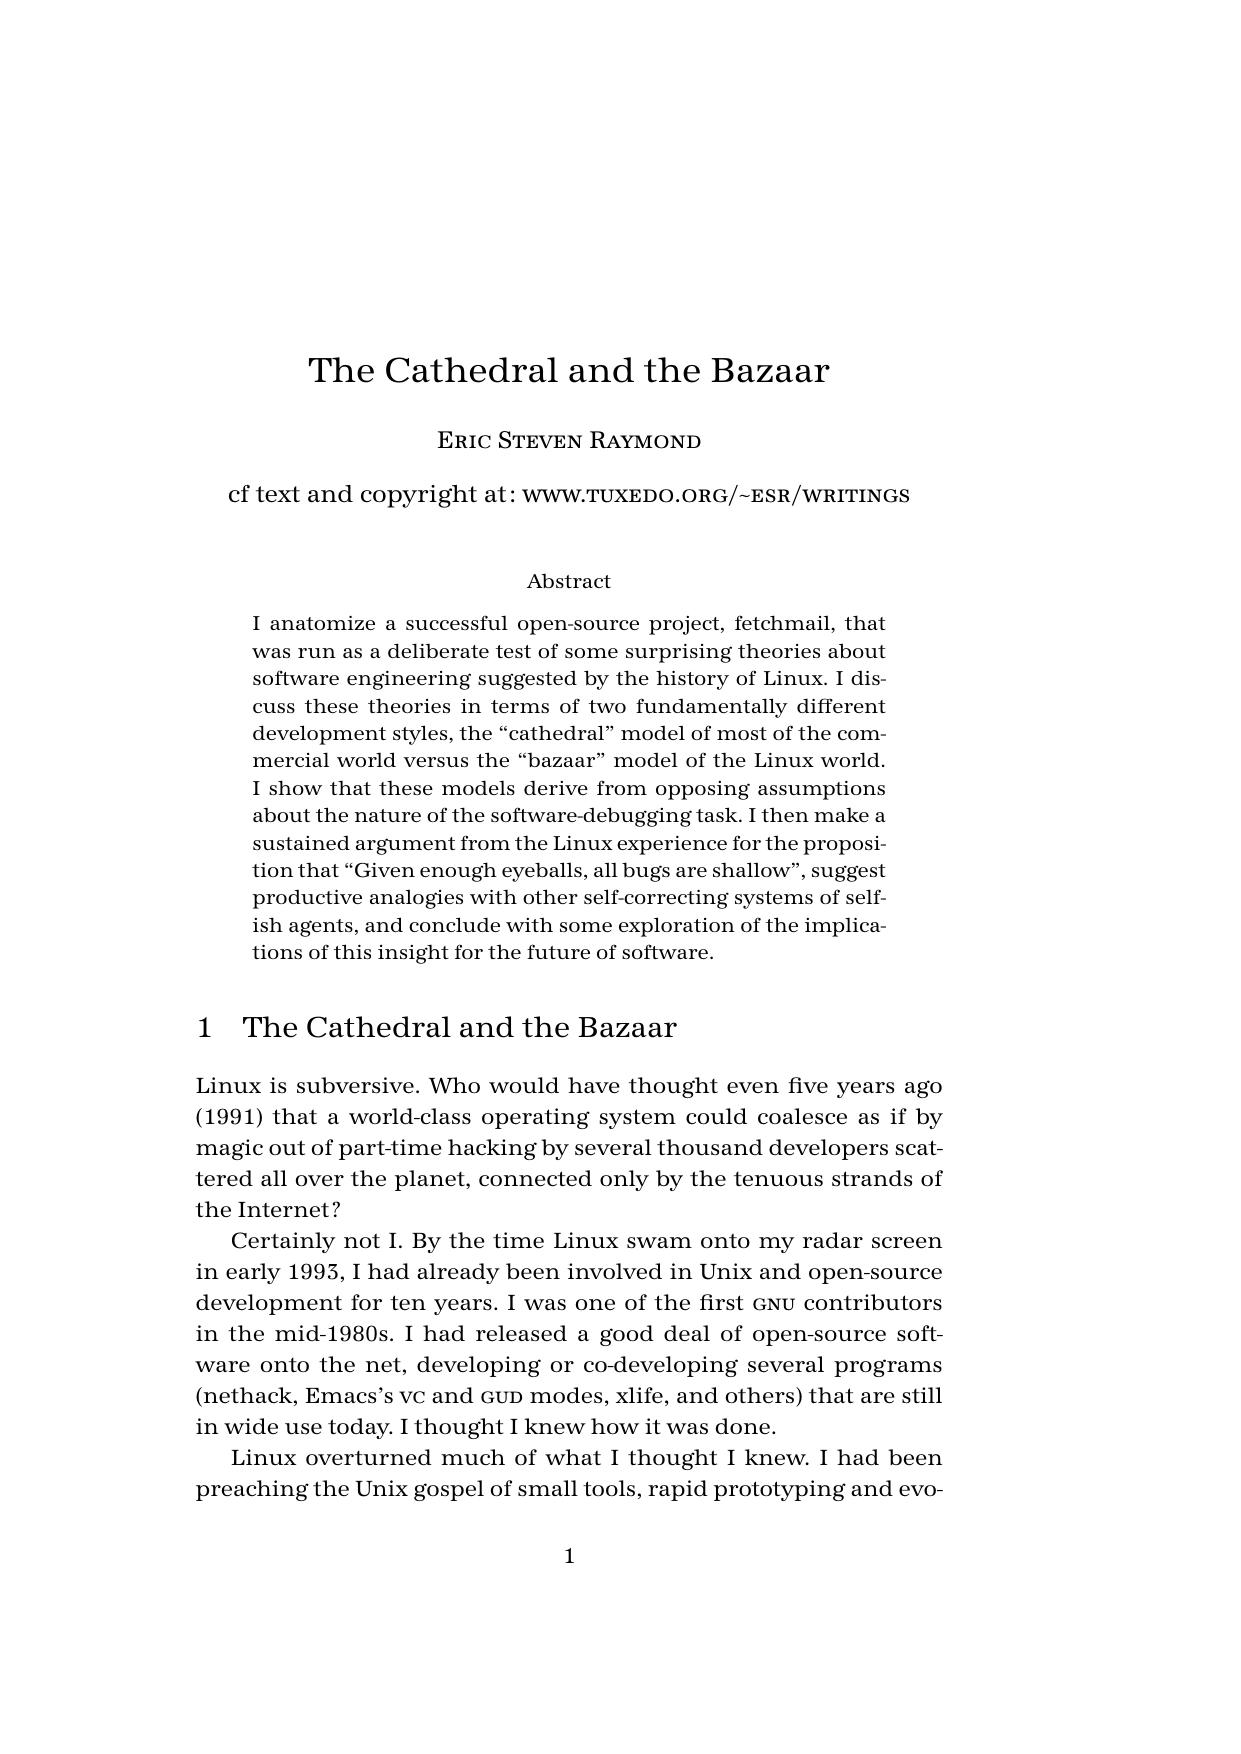 The Cathedral and the Bazaar
Eric Steven Raymond
cf text and copyright at: www.tuxedo.org/~esr/writings
Abstract
I anatomize a successful open-source project, fetchmail, that
was run as a deliberate test of some surprising theories about
software engineering suggested by the history of Linux. I dis-
cuss these theories in terms of two fundamentally different
development styles, the “cathedral” model of most of the com-
mercial world versus the “bazaar” model of the Linux world.
I show that these models derive from opposing assumptions
about the nature of the software-debugging task. I then make a
sustained argument from the Linux experience for the proposi-
tion that “Given enough eyeballs, all bugs are shallow”, suggest
productive analogies with other self-correcting systems of self-
ish agents, and conclude with some exploration of the implica-
tions of this insight for the future of software.
1 The Cathedral and the Bazaar
Linux is subversive. Who would have thought even five years ago
(1991) that a world-class operating system could coalesce as if by
magic out of part-time hacking by several thousand developers scat-
tered all over the planet, connected only by the tenuous strands of
the Internet?
Certainly not I. By the time Linux swam onto my radar screen
in early 1993, I had already been involved in Unix and open-source
development for ten years. I was one of the first GNU contributors
in the mid-1980s. I had released a good deal of open-source soft-
ware onto the net, developing or co-developing several programs
(nethack, Emacs’s VC and GUD modes, xlife, and others) that are still
in wide use today. I thought I knew how it was done.
Linux overturned much of what I thought I knew. I had been
preaching the Unix gospel of small tools, rapid prototyping and evo-
1